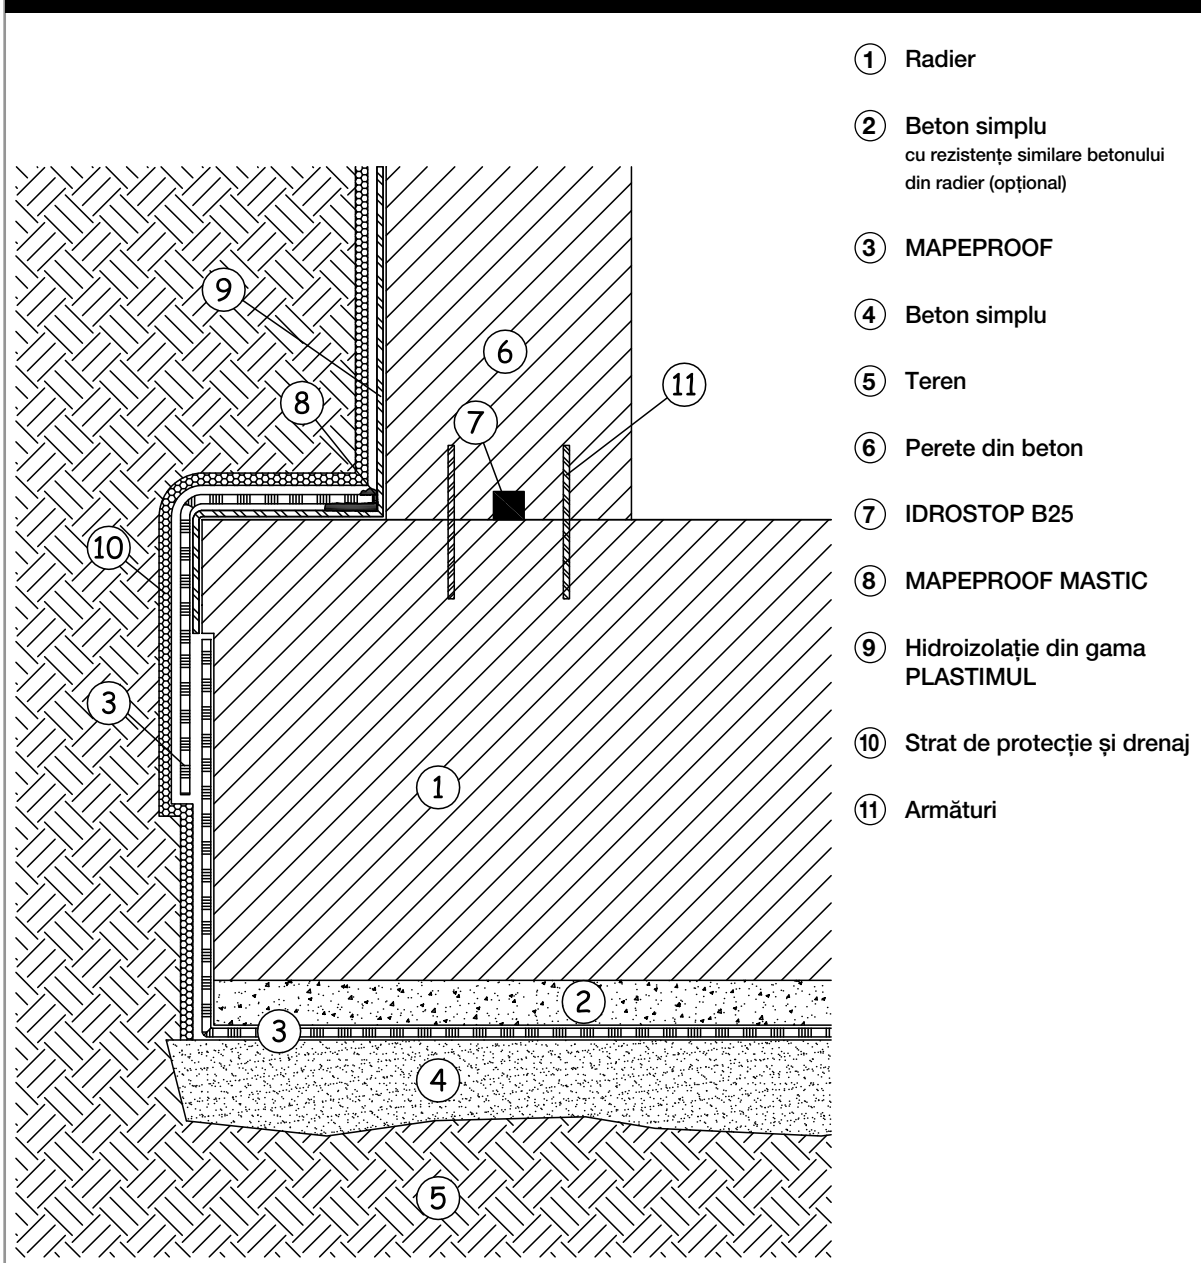 ① Radier
② Beton simplu
cu rezistențe similare betonului
din radier (opțional)
③ MAPEPROOF
④ Beton simplu
⑤ Teren
⑥ Perete din beton
⑦ IDROSTOP B25
⑧ MAPEPROOF MASTIC
⑨ Hidroizolație din gama
PLASTIMUL
⑩ Strat de protecție și drenaj
⑪ Armături
9
6
11
8
7
10
3
1
2
3
4
5